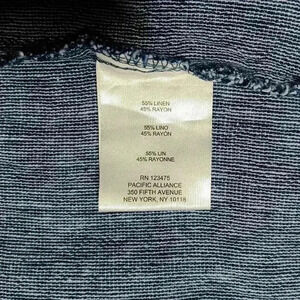 55% LINEN
45% RAYON
55% LINO
45% RAYON
55% LIN
45% RAYONNE
RN 123475
PACIFIC ALLIANCE
350 FIFTH AVENUE
NEW YORK, NY 10118